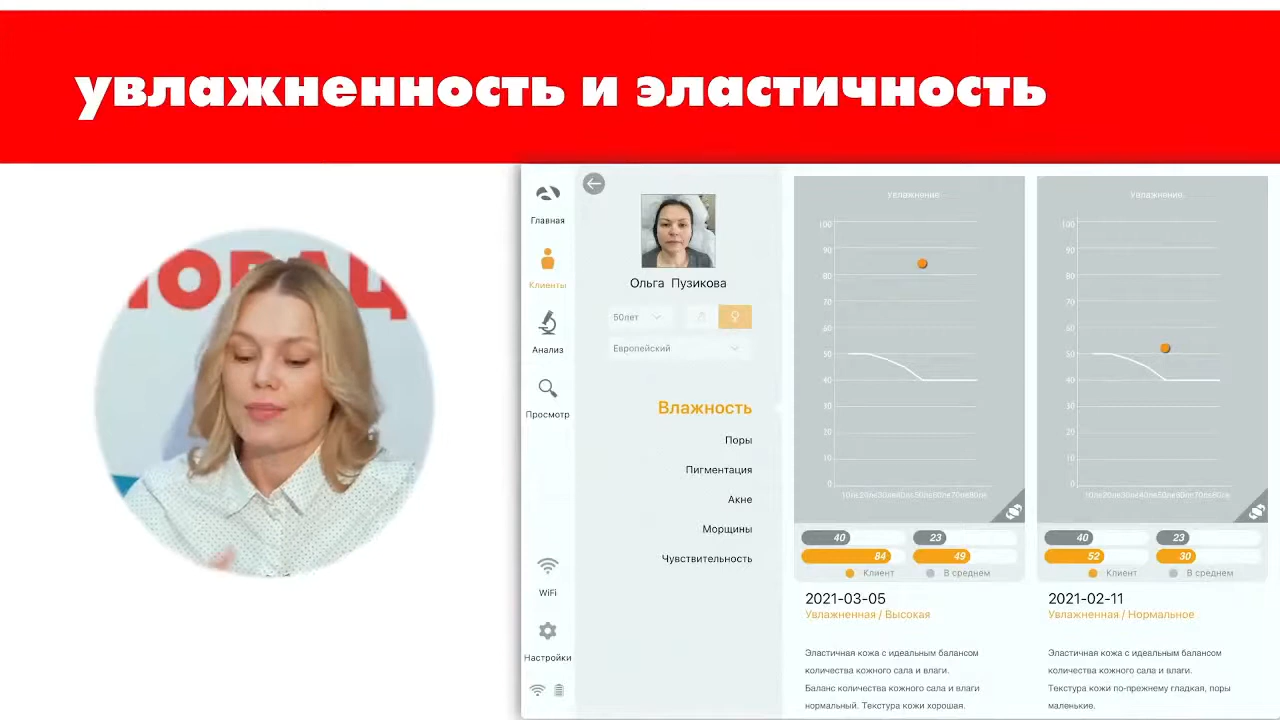 увлажненность и эластичность
Главная
Клиенты
Анализ
Просмотр
WiFi
Настройки
Ольга Пузикова
50лет
Европейский
Влажность
Поры
Пигментация
Акне
Морщины
Чувствительность
Увлажнение
100
90
80
70
60
50
40
30
20
10
0
40
23
84
49
Клиент
В среднем
2021-03-05
Увлажненная / Высокая
Эластичная кожа с идеальным балансом
количества кожного сала и влаги.
Баланс количества кожного сала и влаги
нормальный. Текстура кожи хорошая.
Увлажнение
100
90
80
70
60
50
40
30
20
10
0
40
23
52
30
Клиент
В среднем
2021-02-11
Увлажненная / Нормальное
Эластичная кожа с идеальным балансом
количества кожного сала и влаги.
Текстура кожи по-прежнему гладкая, поры
маленькие.